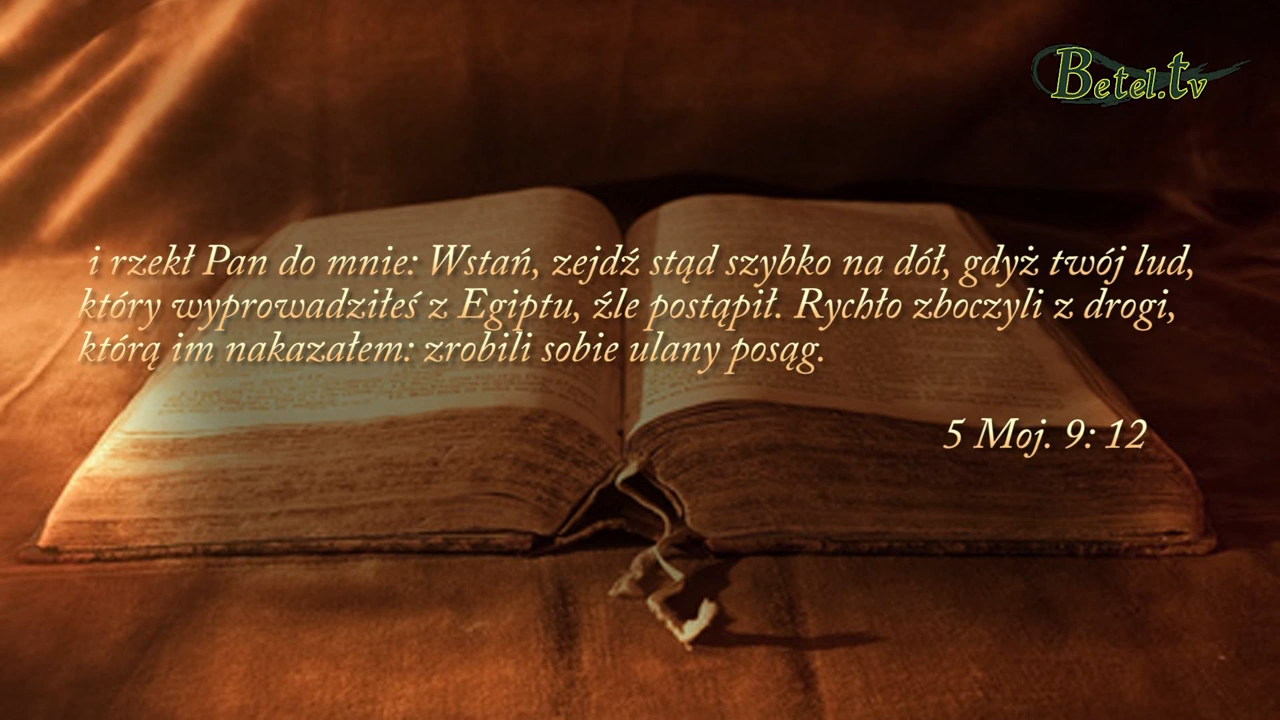 Betel.tv
i rzekł Pan do mnie: Wstań, zejdź stąd szybko na dół, gdyż twój lud,
który wyprowadziłeś z Egiptu, źle postąpił. Rychło zboczyli z drogi,
którą im nakazałem: zrobili sobie ulany posąg.
5 Moj. 9: 12